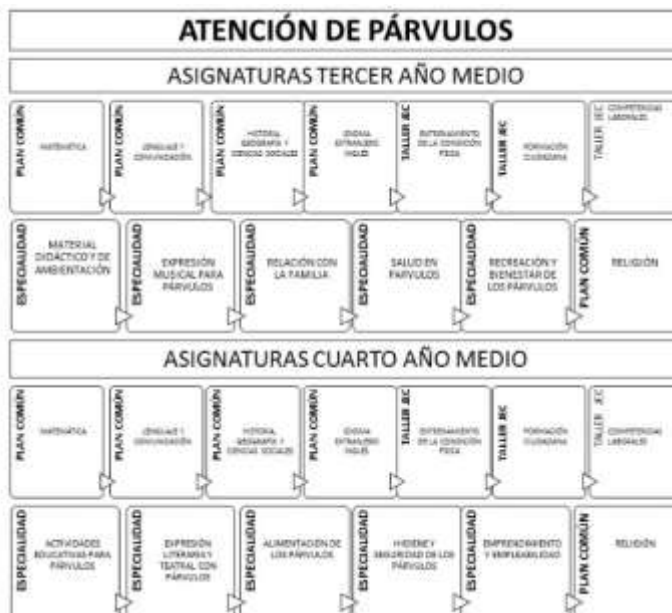 ATENCIÓN DE PÁRVULOS
ASIGNATURAS TERCER AÑO MEDIO
PLAN COMÚN
MATEMÁTICA
PLAN COMÚN
LENGUAJE Y
COMUNICACIÓN
PLAN COMÚN
HISTORIA,
GEOGRAFÍA Y
CIENCIAS SOCIALES
PLAN COMÚN
IDIOMA
EXTRANJERO
INGLÉS
TALLER JEC
ENTRENAMIENTO
DE LA CONDICIÓN
FÍSICA
TALLER JEC
FORMACIÓN
CIUDADANA
TALLER JEC
COMPETENCIAS
LABORALES
ESPECIALIDAD
MATERIAL
DIDÁCTICO Y DE
AMBIENTACIÓN
ESPECIALIDAD
EXPRESIÓN
MUSICAL PARA
PÁRVULOS
ESPECIALIDAD
RELACIÓN CON
LA FAMILIA
ESPECIALIDAD
SALUD EN
PARVULOS
ESPECIALIDAD
RECREACIÓN Y
BIENESTAR DE
LOS PÁRVULOS
PLAN COMÚN
RELIGIÓN
ASIGNATURAS CUARTO AÑO MEDIO
PLAN COMÚN
MATEMÁTICA
PLAN COMÚN
LENGUAJE Y
COMUNICACIÓN
PLAN COMÚN
HISTORIA,
GEOGRAFÍA Y
CIENCIAS SOCIALES
PLAN COMÚN
IDIOMA
EXTRANJERO
INGLÉS
TALLER JEC
ENTRENAMIENTO
DE LA CONDICIÓN
FÍSICA
TALLER JEC
FORMACIÓN
CIUDADANA
TALLER JEC
COMPETENCIAS
LABORALES
ESPECIALIDAD
ACTIVIDADES
EDUCATIVAS PARA
PÁRVULOS
ESPECIALIDAD
EXPRESIÓN
LITERARIA Y
TEATRAL CON
PÁRVULOS
ESPECIALIDAD
ALIMENTACIÓN DE
LOS PÁRVULOS
ESPECIALIDAD
HIGIENE Y
SEGURIDAD DE LOS
PÁRVULOS
ESPECIALIDAD
EMPRENDIMIENTO
Y EMPLEABILIDAD
PLAN COMÚN
RELIGIÓN